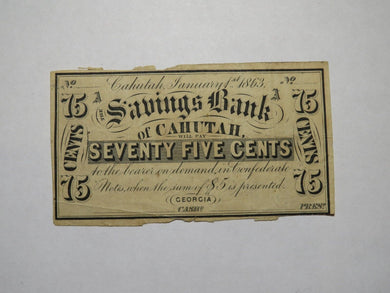 No Cahutah, January 1st 1863. No
75 A THE Savings Bank A 75
CENTS of CAHUTAH, CENTS
WILL PAY
SEVENTY FIVE CENTS
to the bearer on demand, in Confederate
75 Notes, when the sum of $5 is presented. 75
(GEORGIA)
CASHR PREST